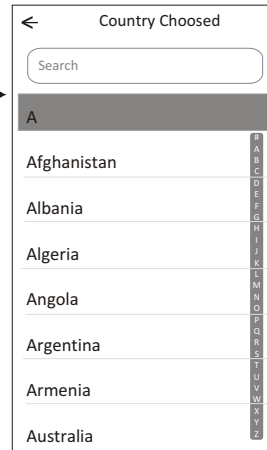 Country Choosed
Search
A
Afghanistan
Albania
Algeria
Angola
Argentina
Armenia
Australia
#
A
B
C
D
E
F
G
H
I
J
K
L
M
N
O
P
Q
R
S
T
U
V
W
X
Y
Z